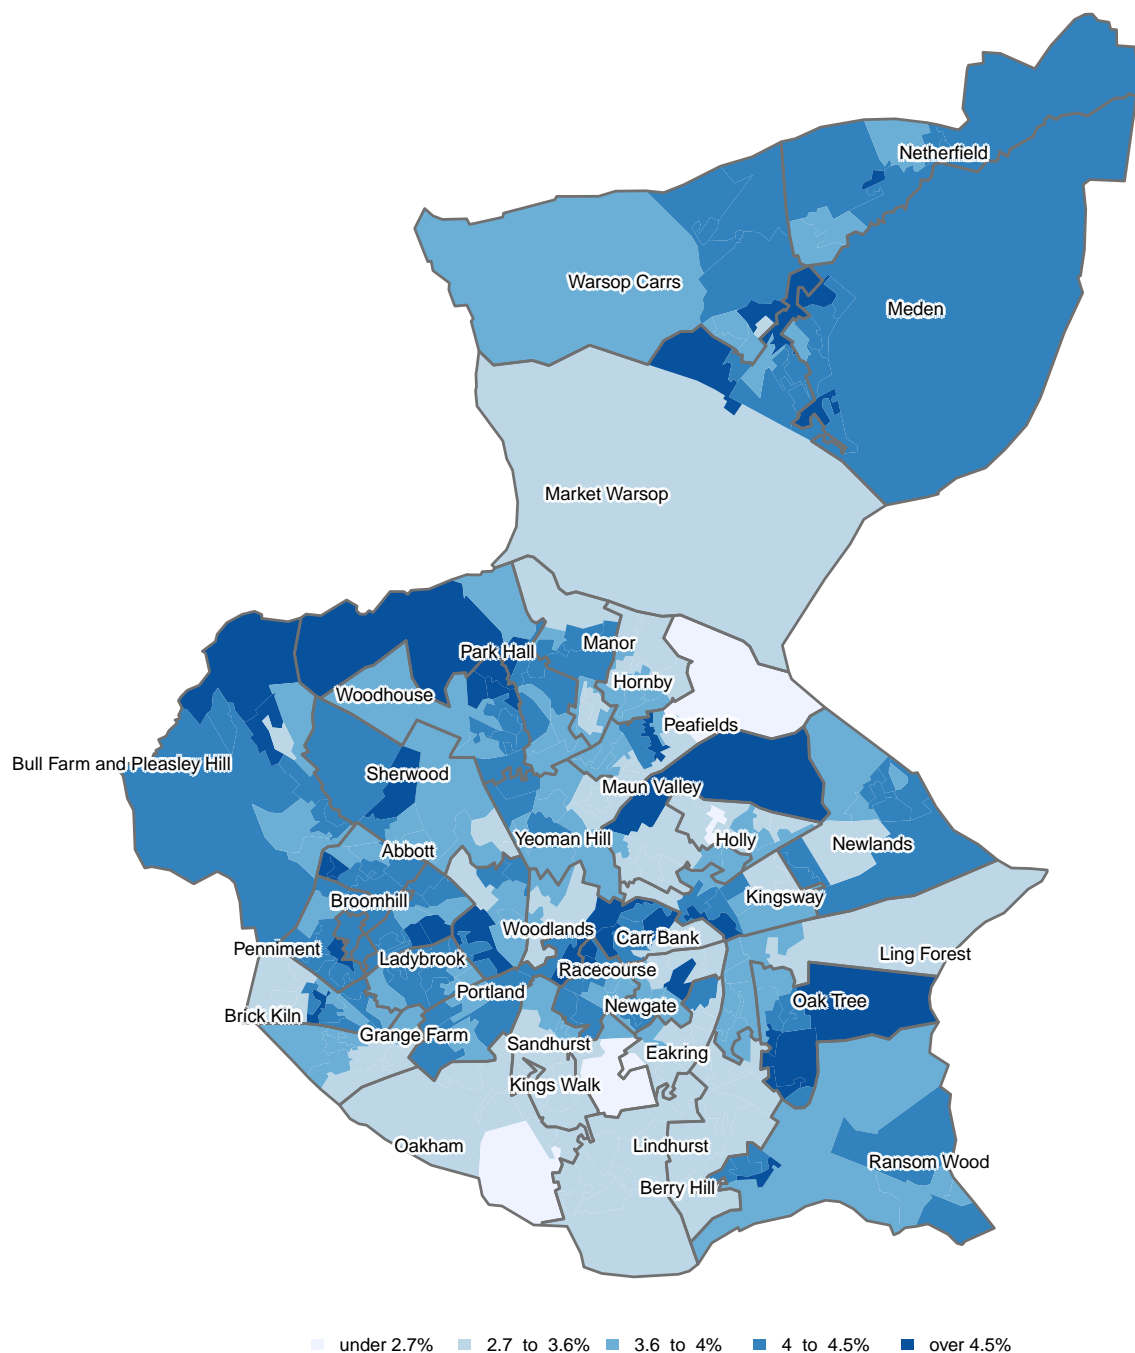 Netherfield
Warsop Carrs
Meden
Market Warsop
Manor
Park Hall
Hornby
Woodhouse
Peafields
Bull Farm and Pleasley Hill
Sherwood
Maun Valley
Yeoman Hill
Holly
Newlands
Abbott
Kingsway
Broomhill
Woodlands
Carr Bank
Penniment
Ling Forest
Ladybrook
Racecourse
Portland
Oak Tree
Newgate
Brick Kiln
Grange Farm
Sandhurst
Eakring
Kings Walk
Oakham
Lindhurst
Ransom Wood
Berry Hill
under 2.7% 2.7 to 3.6% 3.6 to 4% 4 to 4.5% over 4.5%